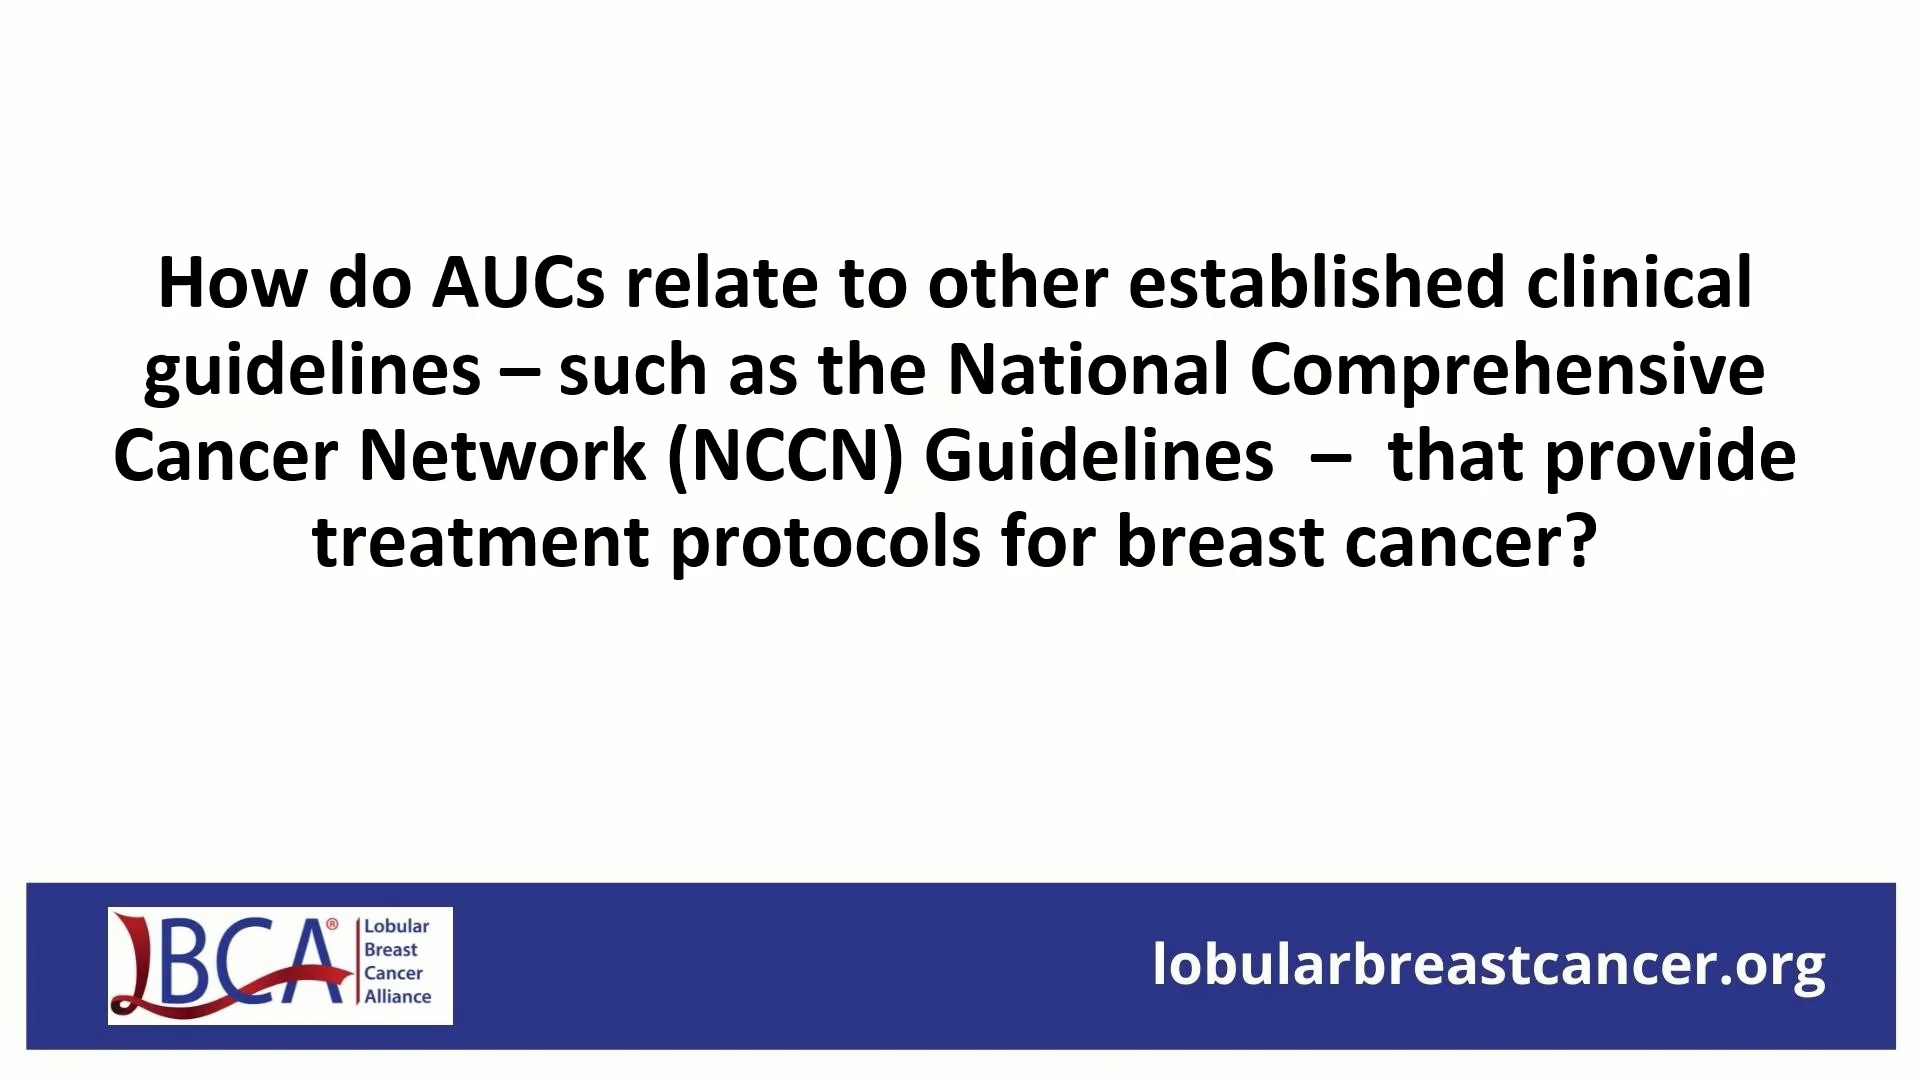 How do AUCs relate to other established clinical
guidelines – such as the National Comprehensive
Cancer Network (NCCN) Guidelines  –  that provide
treatment protocols for breast cancer?
LBCA®
Lobular
Breast
Cancer
Alliance
lobularbreastcancer.org